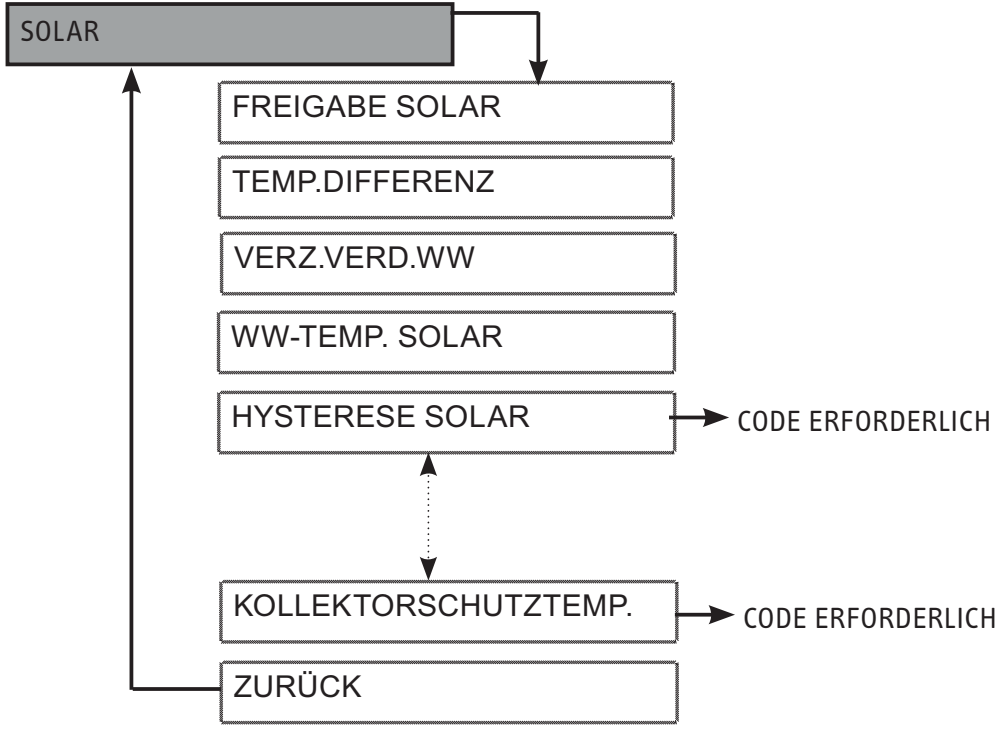 SOLAR
FREIGABE SOLAR
TEMP.DIFFERENZ
VERZ.VERD.WW
WW-TEMP. SOLAR
HYSTERESE SOLAR
CODE ERFORDERLICH
KOLLEKTORSCHUTZTEMP.
CODE ERFORDERLICH
ZURÜCK